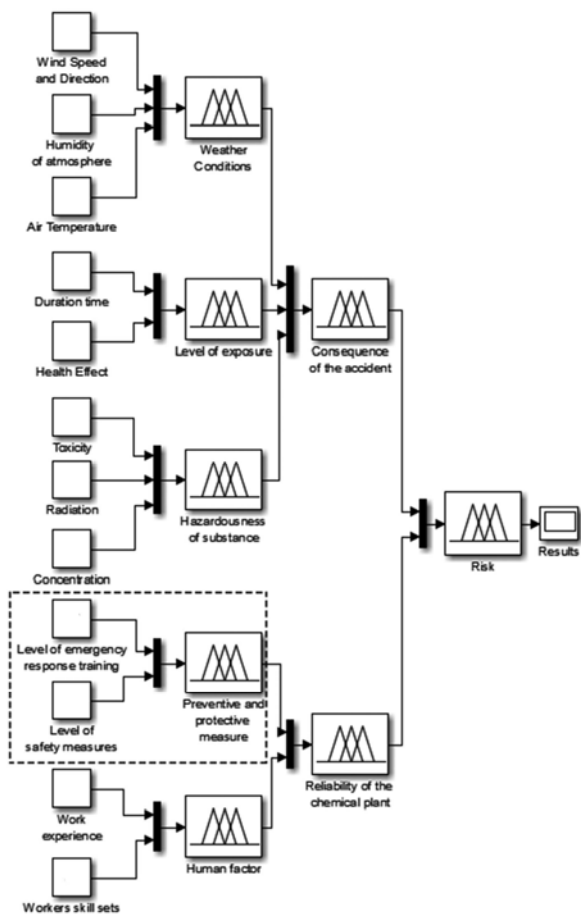 Wind Speed
and Direction
Humidity
of atmosphere
Air Temperature
Weather
Conditions
Duration time
Health Effect
Level of exposure
Consequence
of the accident
Toxicity
Radiation
Concentration
Hazardousness
of substance
Risk
Results
Level of emergency
response training
Level of
safety measures
Preventive and
protective
measure
Reliability of the
chemical plant
Work
experience
Workers skill sets
Human factor